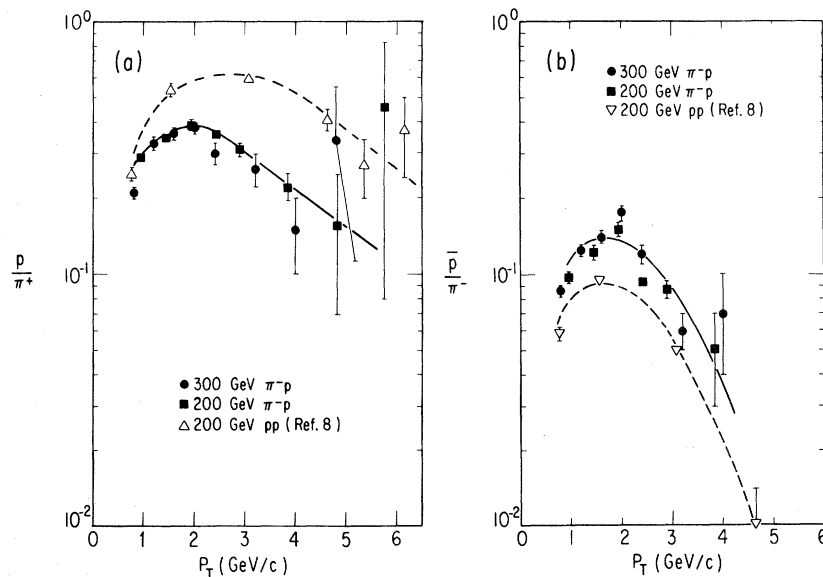 (a)
10⁰
p
π+
10⁻¹
● 300 GeV π⁻p
■ 200 GeV π⁻p
△ 200 GeV pp (Ref. 8)
10⁻²
0 1 2 3 4 5 6
P_T (GeV/c)
(b)
● 300 GeV π⁻p
■ 200 GeV π⁻p
▽ 200 GeV pp (Ref. 8)
10⁰
p̄
π⁻
10⁻¹
10⁻²
0 1 2 3 4 5 6
P_T (GeV/c)